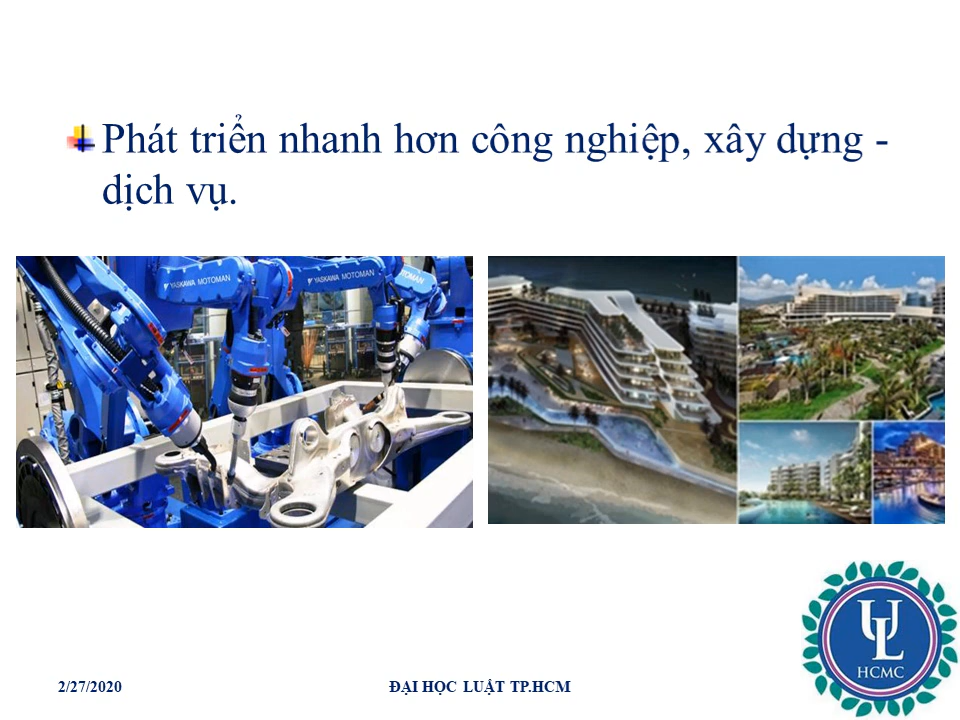 Phát triển nhanh hơn công nghiệp, xây dựng -
dịch vụ.
YASKAWA MOTOMAN
YASKAWA MOTOMAN
MOTOMAN
UL
HCMC
2/27/2020
ĐẠI HỌC LUẬT TP.HCM